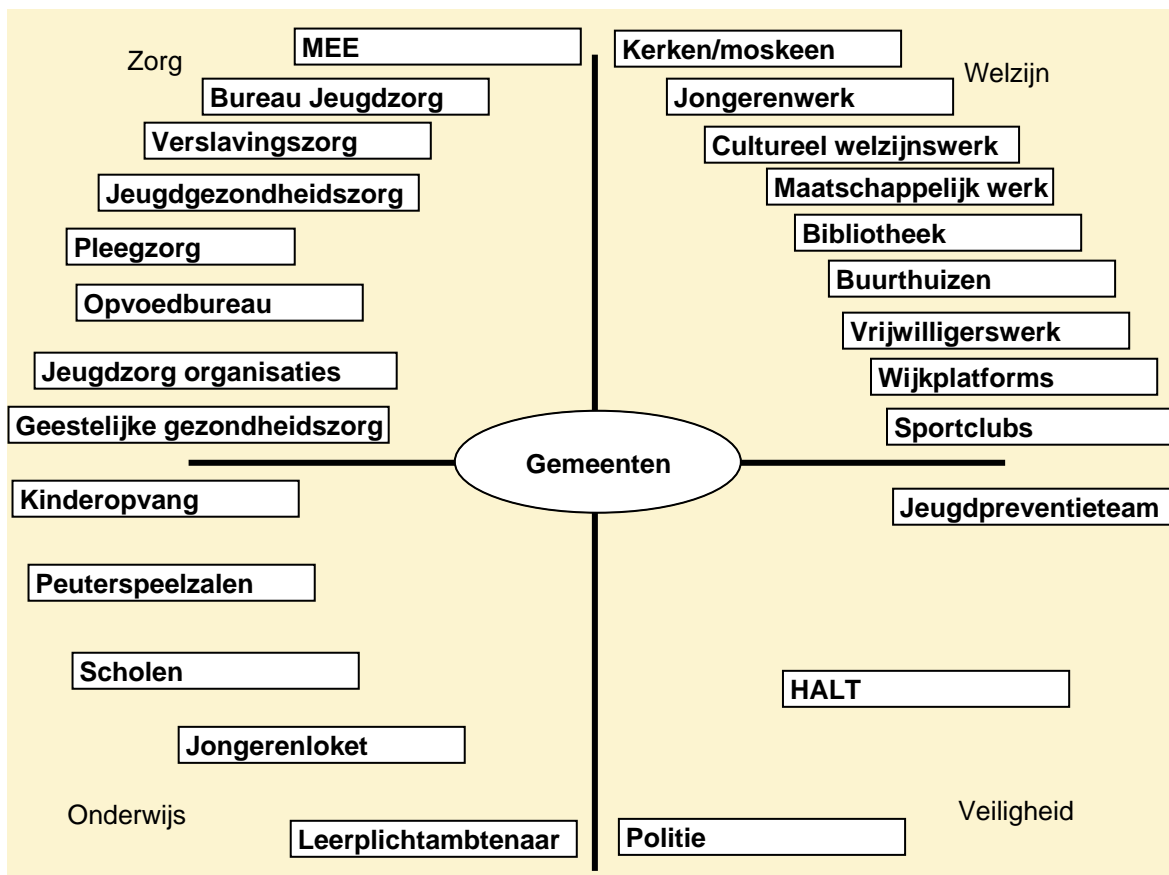 Zorg
MEE
Bureau Jeugdzorg
Verslavingszorg
Jeugdgezondheidszorg
Pleegzorg
Opvoedbureau
Jeugdzorg organisaties
Geestelijke gezondheidszorg
Kerken/moskeen
Welzijn
Jongerenwerk
Cultureel welzijnswerk
Maatschappelijk werk
Bibliotheek
Buurthuizen
Vrijwilligerswerk
Wijkplatforms
Sportclubs
Gemeenten
Kinderopvang
Peuterspeelzalen
Scholen
Jongerenloket
Onderwijs
Leerplichtambtenaar
Jeugdpreventieteam
HALT
Veiligheid
Politie